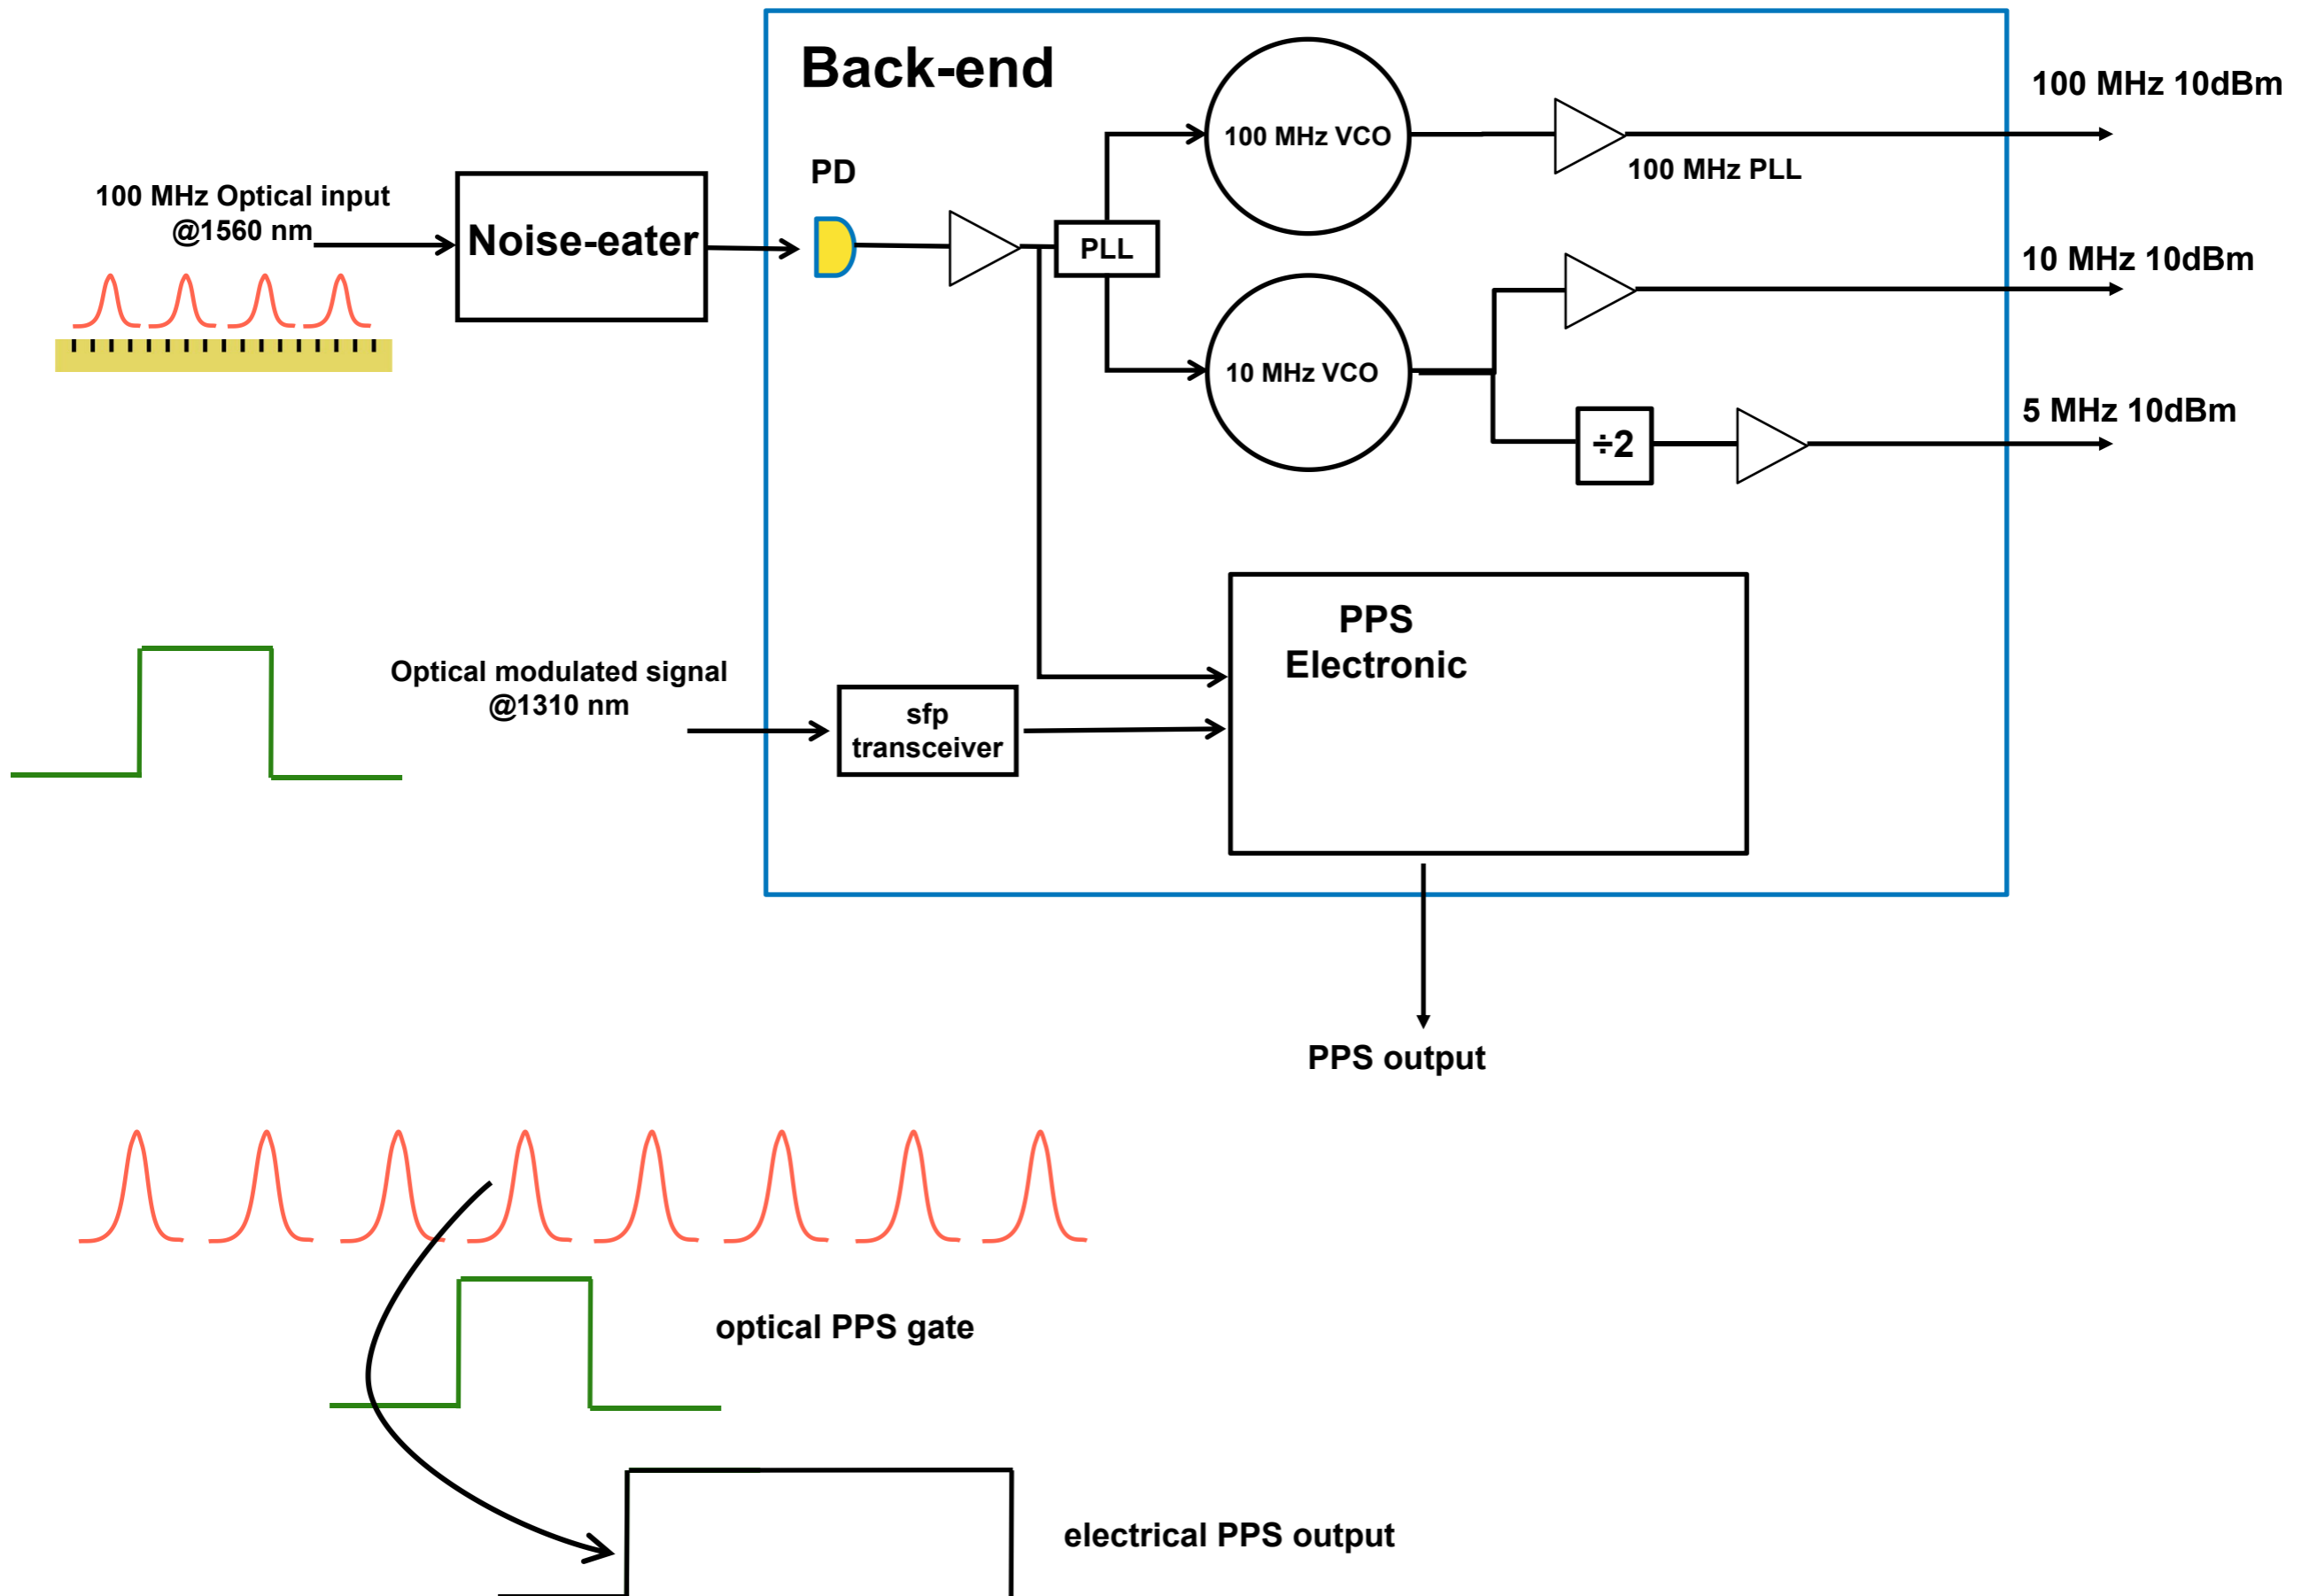 Back-end
100 MHz 10dBm
100 MHz VCO
100 MHz PLL
PD
100 MHz Optical input
@1560 nm
Noise-eater
PLL
10 MHz 10dBm
10 MHz VCO
5 MHz 10dBm
÷2
PPS
Electronic
Optical modulated signal
@1310 nm
sfp
transceiver
PPS output
optical PPS gate
electrical PPS output